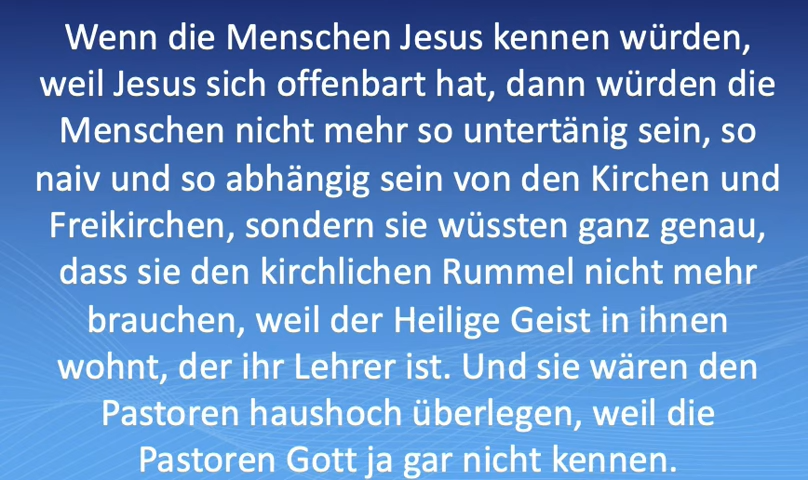 Wenn die Menschen Jesus kennen würden,
weil Jesus sich offenbart hat, dann würden die
Menschen nicht mehr so untertänig sein, so
naiv und so abhängig sein von den Kirchen und
Freikirchen, sondern sie wüssten ganz genau,
dass sie den kirchlichen Rummel nicht mehr
brauchen, weil der Heilige Geist in ihnen
wohnt, der ihr Lehrer ist. Und sie wären den
Pastoren haushoch überlegen, weil die
Pastoren Gott ja gar nicht kennen.